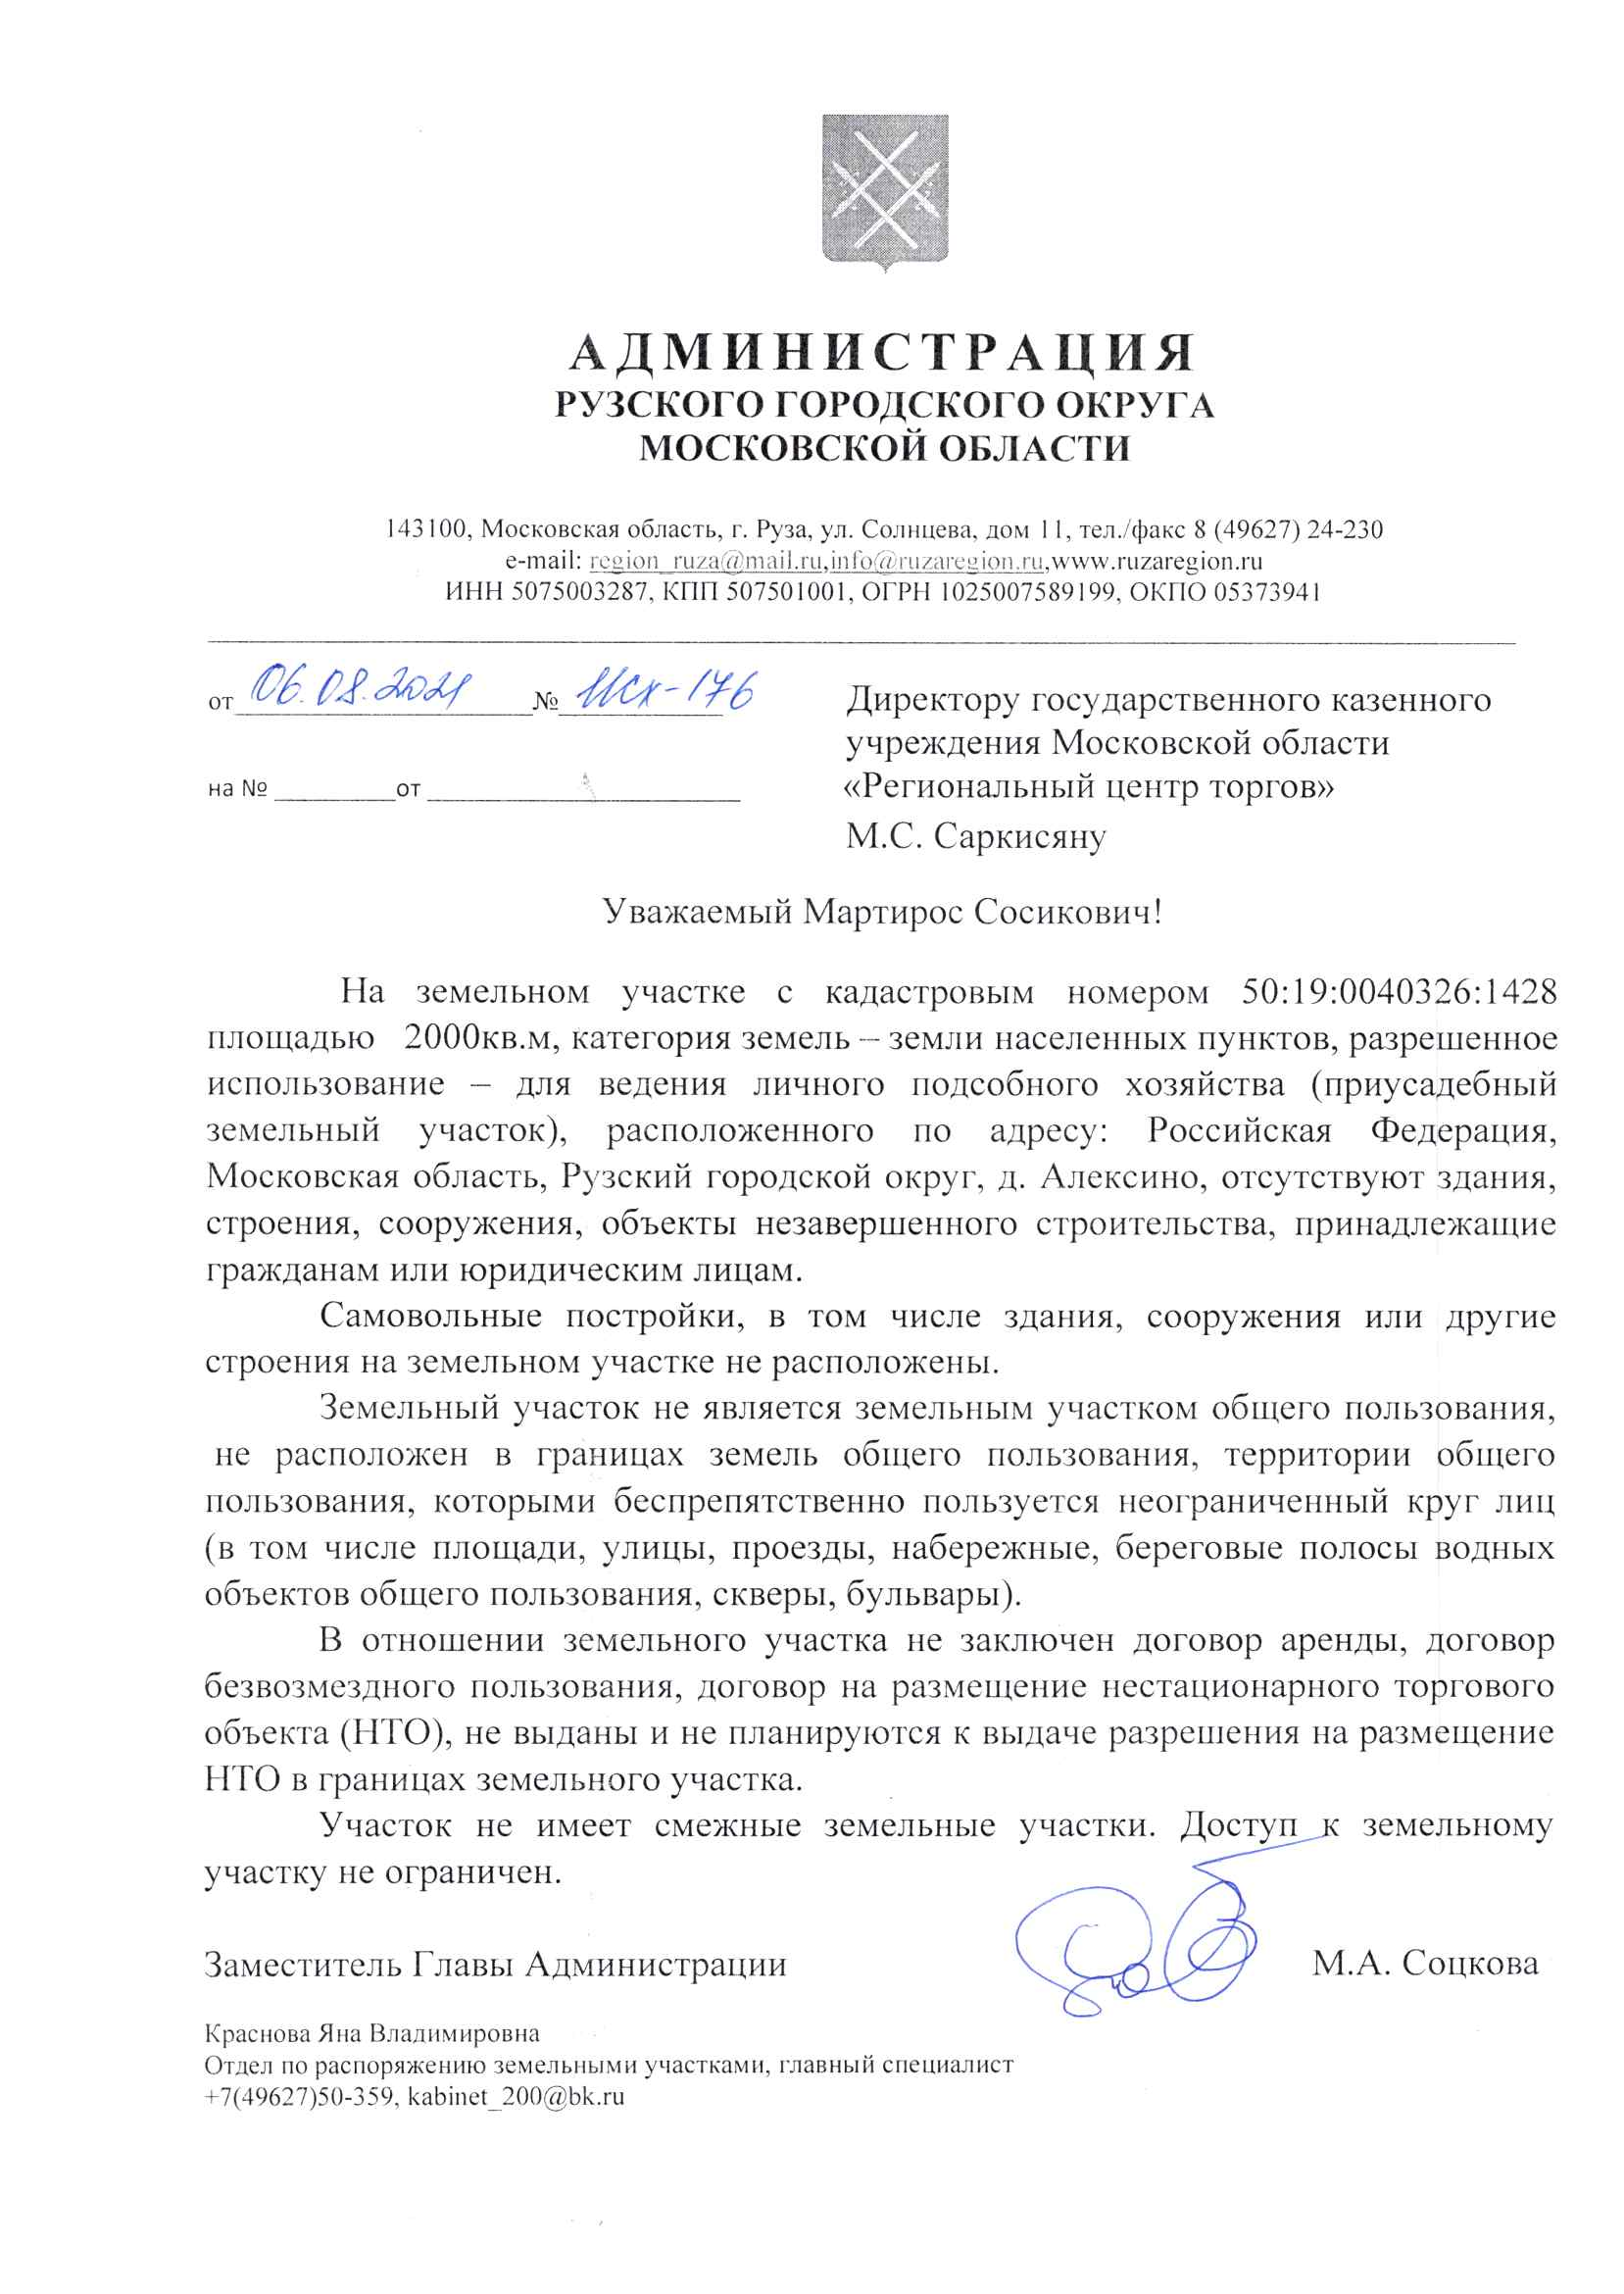 АДМИНИСТРАЦИЯ
РУЗСКОГО ГОРОДСКОГО ОКРУГА
МОСКОВСКОЙ ОБЛАСТИ
143100, Московская область, г. Руза, ул. Солнцева, дом 11, тел./факс 8 (49627) 24-230
e-mail: region_ruza@mail.ru,info@ruzaregion.ru,www.ruzaregion.ru
ИНН 5075003287, КПП 507501001, ОГРН 1025007589199, ОКПО 05373941
от 06.08.2021 № Исх-176
на № __________ от __________
Директору государственного казенного
учреждения Московской области
«Региональный центр торгов»
М.С. Саркисяну
Уважаемый Мартирос Сосикович!
На земельном участке с кадастровым номером 50:19:0040326:1428
площадью 2000кв.м, категория земель – земли населенных пунктов, разрешенное
использование – для ведения личного подсобного хозяйства (приусадебный
земельный участок), расположенного по адресу: Российская Федерация,
Московская область, Рузский городской округ, д. Алексино, отсутствуют здания,
строения, сооружения, объекты незавершенного строительства, принадлежащие
гражданам или юридическим лицам.
Самовольные постройки, в том числе здания, сооружения или другие
строения на земельном участке не расположены.
Земельный участок не является земельным участком общего пользования,
не расположен в границах земель общего пользования, территории общего
пользования, которыми беспрепятственно пользуется неограниченный круг лиц
(в том числе площади, улицы, проезды, набережные, береговые полосы водных
объектов общего пользования, скверы, бульвары).
В отношении земельного участка не заключен договор аренды, договор
безвозмездного пользования, договор на размещение нестационарного торгового
объекта (НТО), не выданы и не планируются к выдаче разрешения на размещение
НТО в границах земельного участка.
Участок не имеет смежные земельные участки. Доступ к земельному
участку не ограничен.
Заместитель Главы Администрации М.А. Соцкова
Краснова Яна Владимировна
Отдел по распоряжению земельными участками, главный специалист
+7(49627)50-359, kabinet_200@bk.ru